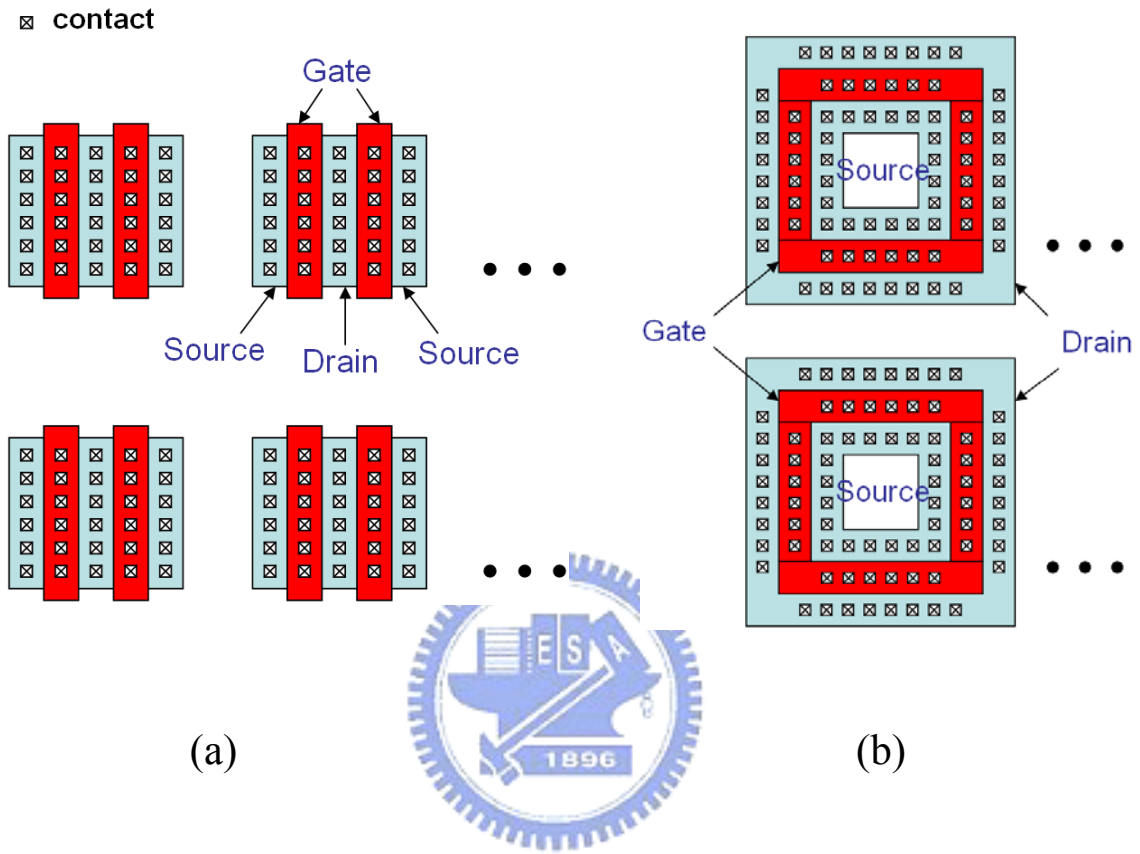 contact
Gate
Source
Drain
Source
Source
Gate
Drain
Source
E S A
1896
(a)
(b)